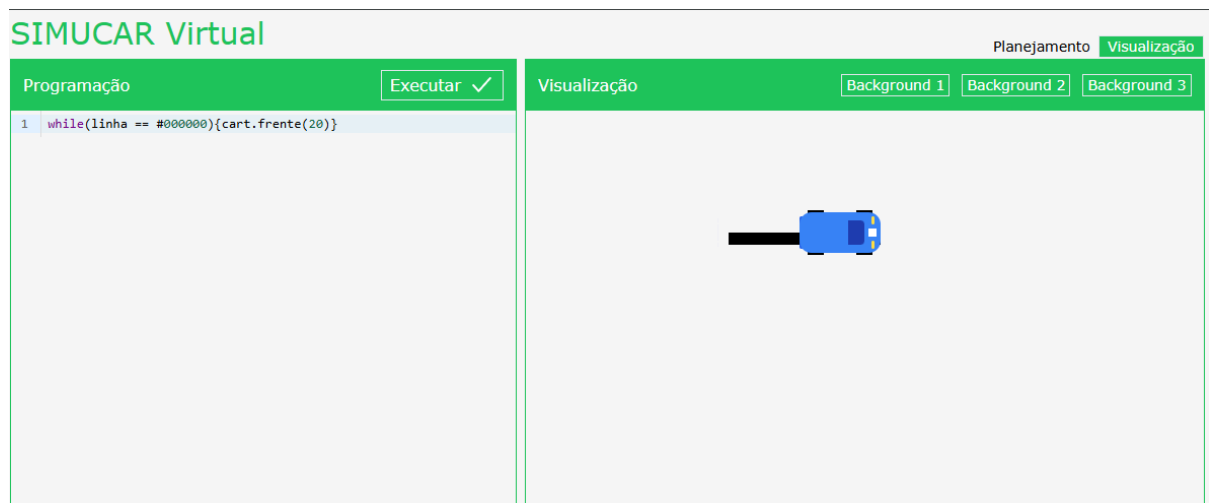 SIMUCAR Virtual
Planejamento Visualização
Programação Executar
Visualização Background 1 Background 2 Background 3
1 while(linha == #000000){cart.frente(20)}